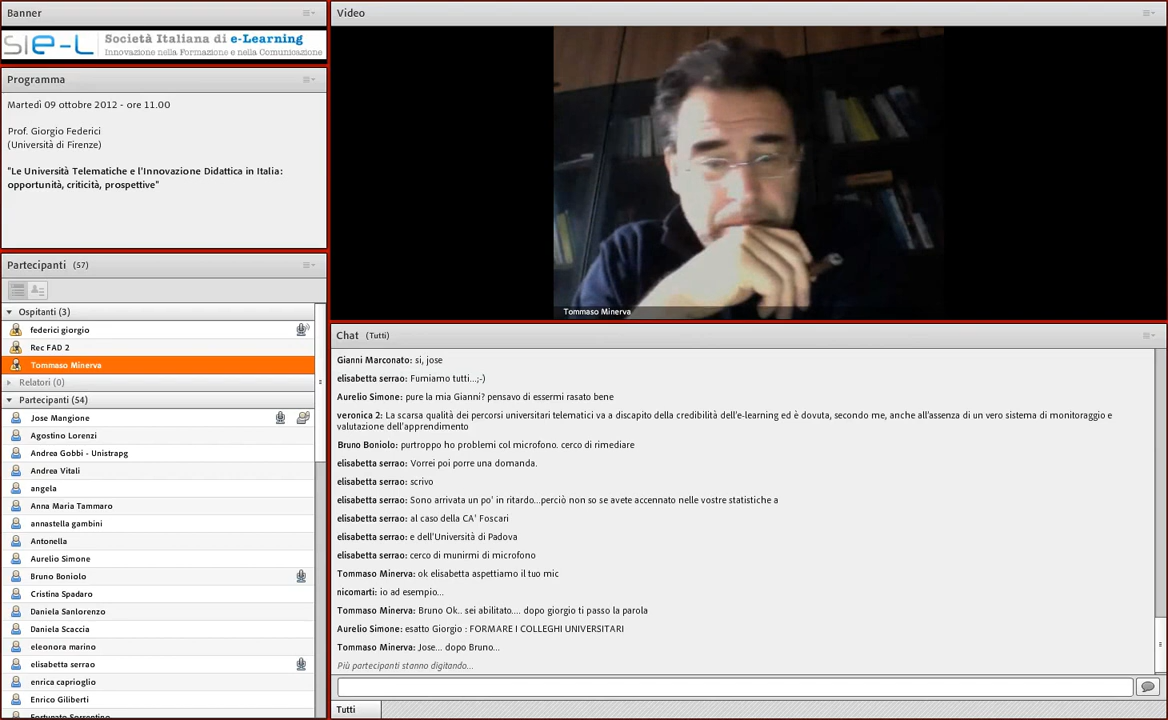 Banner
sie-L Società Italiana di e-Learning
Innovazione nella Formazione e nella Comunicazione
Programma
Martedì 09 ottobre 2012 - ore 11.00
Prof. Giorgio Federici
(Università di Firenze)
"Le Università Telematiche e l'Innovazione Didattica in Italia:
opportunità, criticità, prospettive"
Partecipanti (57)
Ospitanti (3)
federici giorgio
Rec FAD 2
Tommaso Minerva
Relatori (0)
Partecipanti (54)
Jose Mangione
Agostino Lorenzi
Andrea Gobbi - Unistrapg
Andrea Vitali
angela
Anna Maria Tammaro
annastella gambini
Antonella
Aurelio Simone
Bruno Boniolo
Cristina Spadaro
Daniela Sanlorenzo
Daniela Scaccia
eleonora marino
elisabetta serrao
enrica caprioglio
Enrico Giliberti
Fortunato Sorrentino
Video
Tommaso Minerva
Chat (Tutti)
Gianni Marconato: si, jose
elisabetta serrao: Fumiamo tutti...;-)
Aurelio Simone: pure la mia Gianni? pensavo di essermi rasato bene
veronica 2: La scarsa qualità dei percorsi universitari telematici va a discapito della credibilità dell'e-learning ed è dovuta, secondo me, anche all'assenza di un vero sistema di monitoraggio e
valutazione dell'apprendimento
Bruno Boniolo: purtroppo ho problemi col microfono. cerco di rimediare
elisabetta serrao: Vorrei poi porre una domanda.
elisabetta serrao: scrivo
elisabetta serrao: Sono arrivata un po' in ritardo...perciò non so se avete accennato nelle vostre statistiche a
elisabetta serrao: al caso della CA' Foscari
elisabetta serrao: e dell'Università di Padova
elisabetta serrao: cerco di munirmi di microfono
Tommaso Minerva: ok elisabetta aspettiamo il tuo mic
nicomarti: io ad esempio...
Tommaso Minerva: Bruno Ok.. sei abilitato.... dopo giorgio ti passo la parola
Aurelio Simone: esatto Giorgio : FORMARE I COLLEGHI UNIVERSITARI
Tommaso Minerva: Jose... dopo Bruno...
Più partecipanti stanno digitando...
Tutti